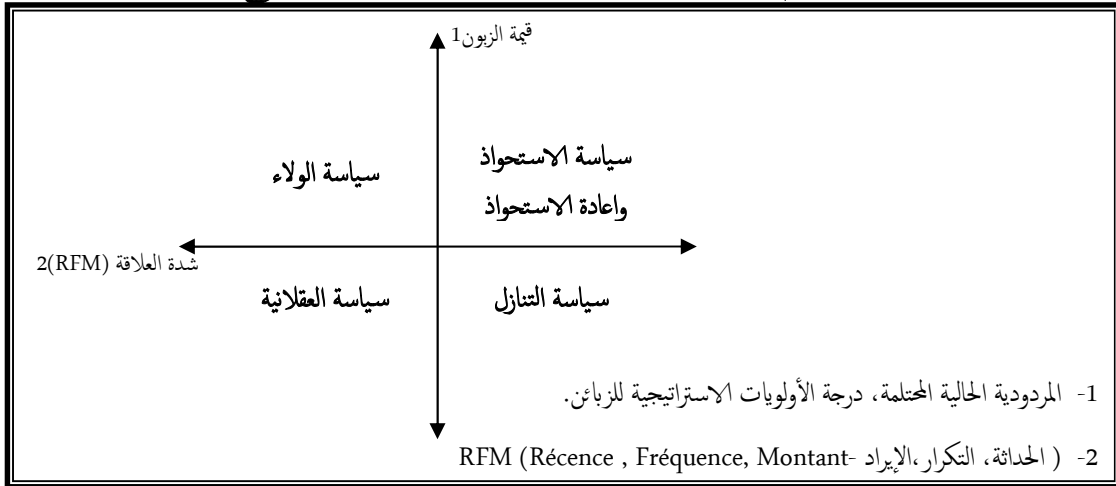 قيمة الزبون1
سياسة الاستحواذ
واعادة الاستحواذ
سياسة الولاء
شدة العلاقة (RFM)2
سياسة التنازل
سياسة العقلانية
1- المردودية الحالية المحتملة، درجة الأولويات الاستراتيجية للزبائن.
2- ( الحداثة، التكرار ،الإيراد -RFM (Récence , Fréquence, Montant